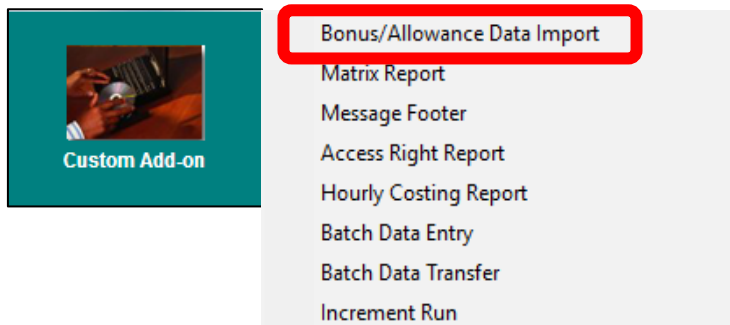 Custom Add-on
Bonus/Allowance Data Import
Matrix Report
Message Footer
Access Right Report
Hourly Costing Report
Batch Data Entry
Batch Data Transfer
Increment Run